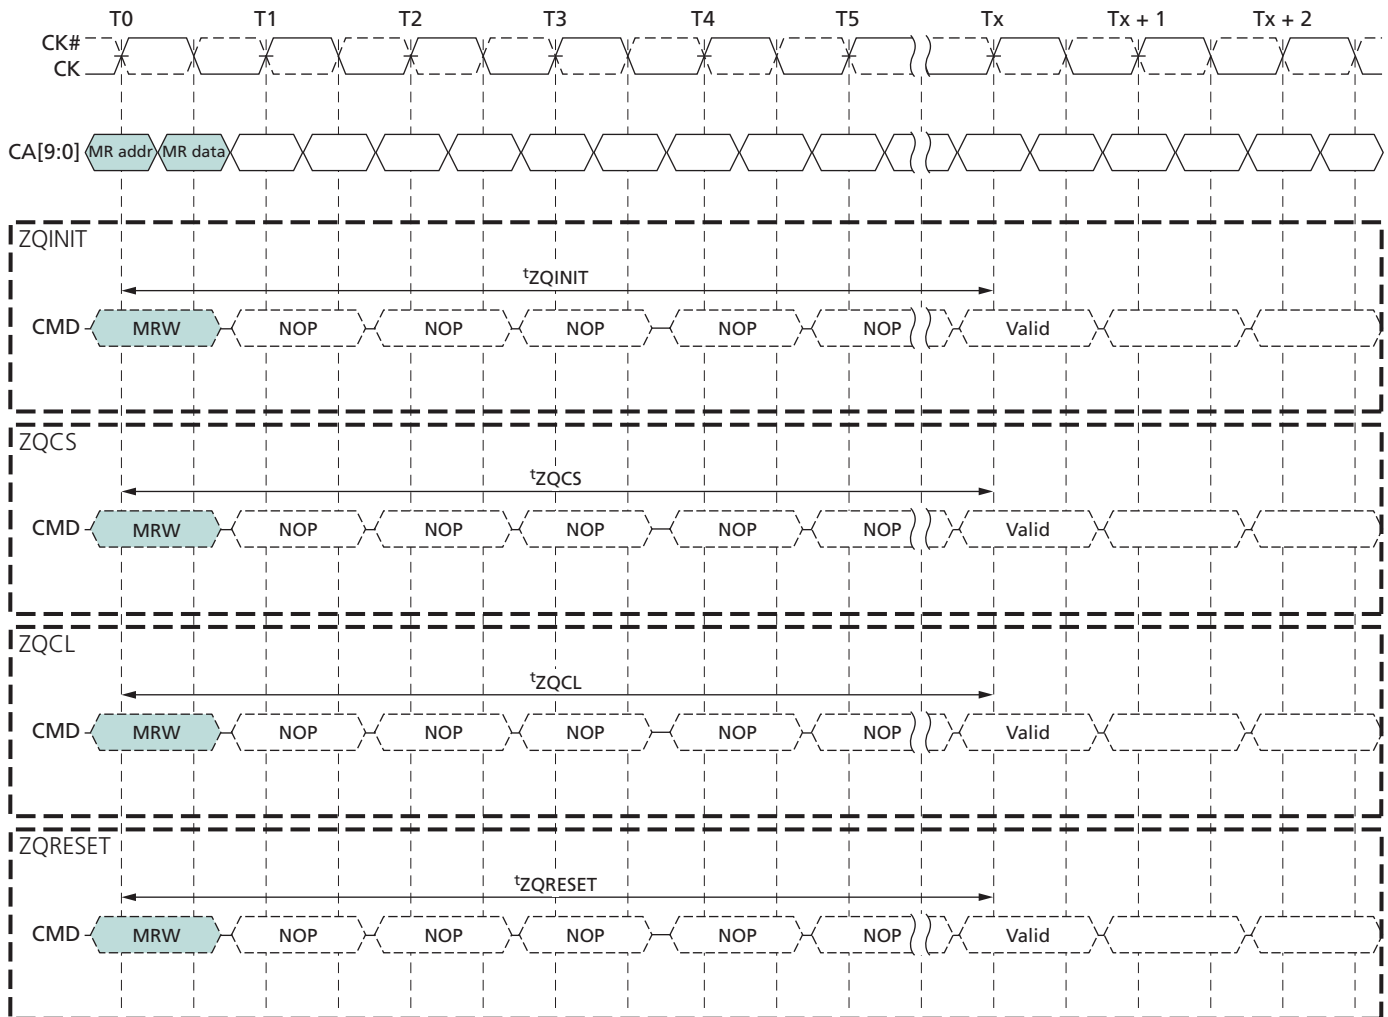 T0 T1 T2 T3 T4 T5 Tx Tx + 1 Tx + 2
CK#
CK
CA[9:0] MR addr MR data
ZQINIT
tZQINIT
CMD MRW NOP NOP NOP NOP NOP Valid
ZQCS
tZQCS
CMD MRW NOP NOP NOP NOP NOP Valid
ZQCL
tZQCL
CMD MRW NOP NOP NOP NOP NOP Valid
ZQRESET
tZQRESET
CMD MRW NOP NOP NOP NOP NOP Valid